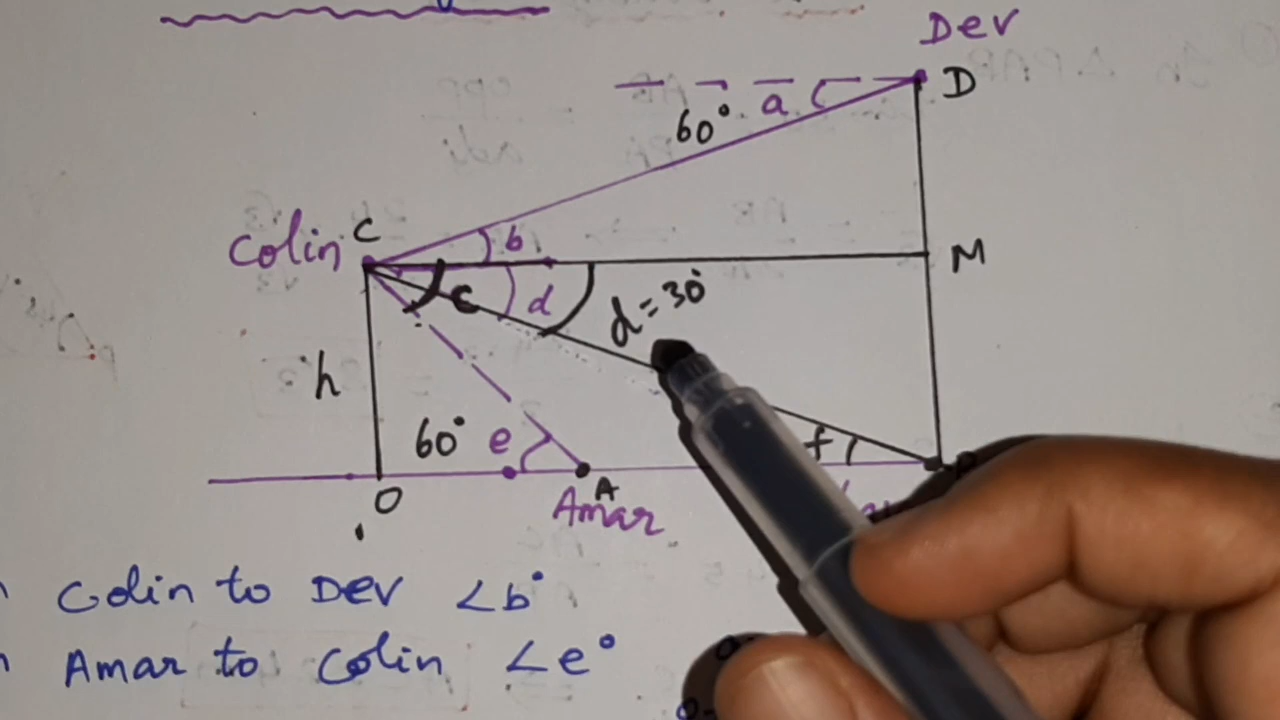 Dev
D
a
60°
C
Colin
b
M
c
d
d = 30°
h
60°
e
f
A
O
Amar
Colin to Dev ∠b°
Amar to Colin ∠e°